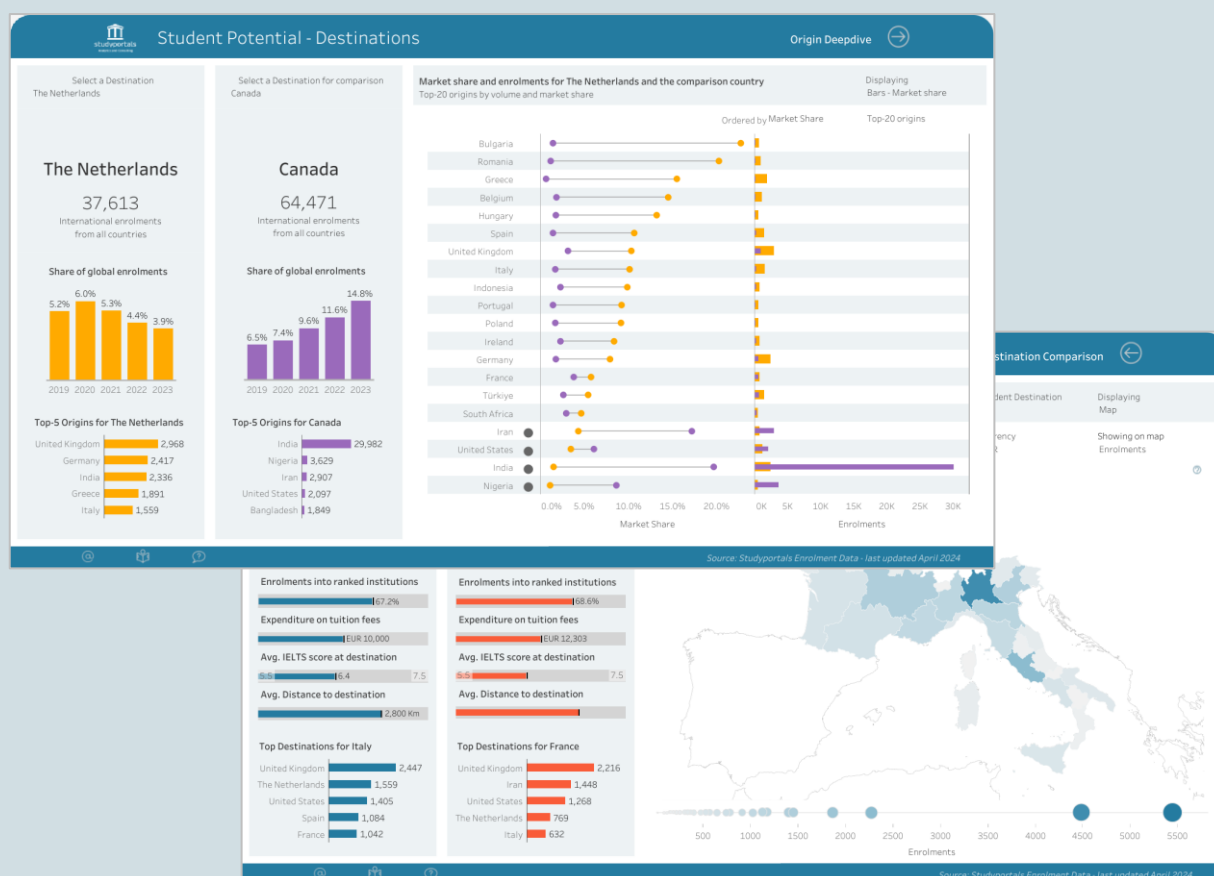 studyportals
Student Potential - Destinations
Origin Deepdive
Select a Destination
The Netherlands
Select a Destination for comparison
Canada
Market share and enrolments for The Netherlands and the comparison country
Top-20 origins by volume and market share
Displaying
Bars - Market share
Ordered by Market Share
Top-20 origins
The Netherlands
37,613
International enrolments
from all countries
Share of global enrolments
5.2% 6.0% 5.3% 4.4% 3.9%
2019 2020 2021 2022 2023
Top-5 Origins for The Netherlands
United Kingdom 2,968
Germany 2,417
India 2,336
Greece 1,891
Italy 1,559
Canada
64,471
International enrolments
from all countries
Share of global enrolments
6.5% 7.4% 9.6% 11.6% 14.8%
2019 2020 2021 2022 2023
Top-5 Origins for Canada
India 29,982
Nigeria 3,629
Iran 2,907
United States 2,097
Bangladesh 1,849
Bulgaria
Romania
Greece
Belgium
Hungary
Spain
United Kingdom
Italy
Indonesia
Portugal
Poland
Ireland
Germany
France
Türkiye
South Africa
Iran
United States
India
Nigeria
0.0% 5.0% 10.0% 15.0% 20.0%
Market Share
0K 5K 10K 15K 20K 25K 30K
Enrolments
Source: Studyportals Enrolment Data - last updated April 2024
stination Comparison
dent Destination
Displaying
Map
rency
Showing on map
Enrolments
Enrolments into ranked institutions
67.2%
Expenditure on tuition fees
EUR 10,000
Avg. IELTS score at destination
5.5 6.4 7.5
Avg. Distance to destination
2,800 Km
Top Destinations for Italy
United Kingdom 2,447
The Netherlands 1,559
United States 1,405
Spain 1,084
France 1,042
Enrolments into ranked institutions
68.6%
Expenditure on tuition fees
EUR 12,303
Avg. IELTS score at destination
5.5 7.5
Avg. Distance to destination
Top Destinations for France
United Kingdom 2,216
Iran 1,448
United States 1,268
The Netherlands 769
Italy 632
500 1000 1500 2000 2500 3000 3500 4000 4500 5000 5500
Enrolments
Source: Studyportals Enrolment Data - last updated April 2024